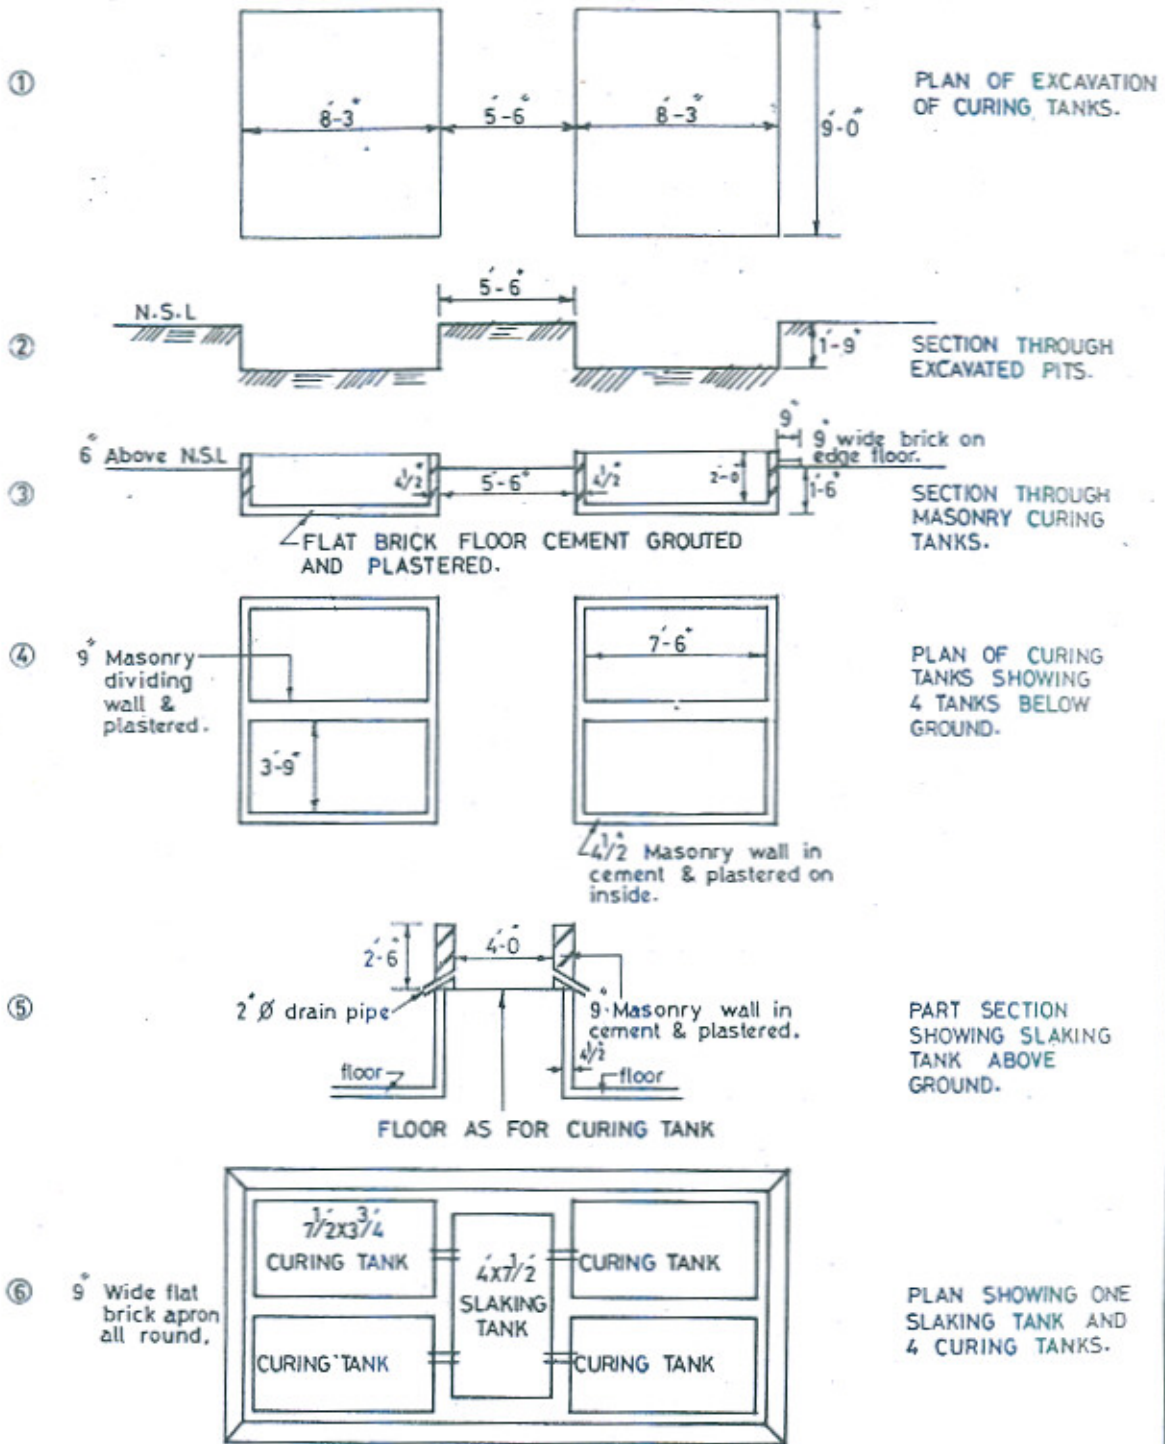 ①
8'-3"
5'-6"
8'-3"
9'-0"
PLAN OF EXCAVATION
OF CURING TANKS.
②
N.S.L
5'-6"
1'-9"
SECTION THROUGH
EXCAVATED PITS.
③
6" Above N.S.L
4½"
5'-6"
4½"
2'-0"
9"
9" wide brick on
edge floor.
1'-6"
FLAT BRICK FLOOR CEMENT GROUTED
AND PLASTERED.
SECTION THROUGH
MASONRY CURING
TANKS.
④
9" Masonry
dividing
wall &
plastered.
3'-9"
7'-6"
4½" Masonry wall in
cement & plastered on
inside.
PLAN OF CURING
TANKS SHOWING
4 TANKS BELOW
GROUND.
⑤
2'-6"
4'-0"
2" Ø drain pipe
9" Masonry wall in
cement & plastered.
4½"
floor
floor
FLOOR AS FOR CURING TANK
PART SECTION
SHOWING SLAKING
TANK ABOVE
GROUND.
⑥
9" Wide flat
brick apron
all round.
7½'X3¾'
CURING TANK
4'X7½'
SLAKING
TANK
CURING TANK
CURING TANK
CURING TANK
PLAN SHOWING ONE
SLAKING TANK AND
4 CURING TANKS.